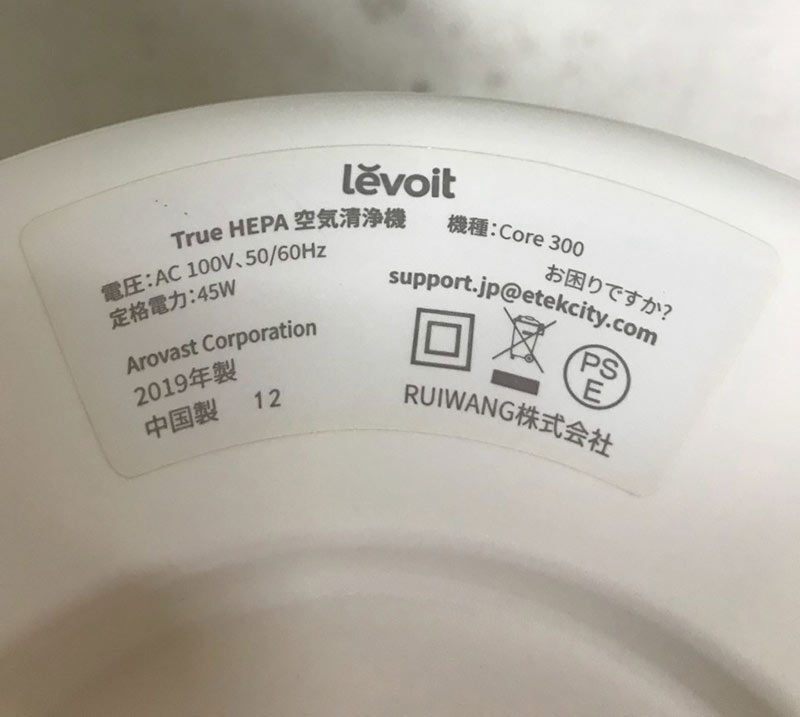 lĕvoit
True HEPA 空気清浄機
機種:Core 300
電圧:AC 100V、50/60Hz
定格電力:45W
お困りですか?
support.jp@etekcity.com
Arovast Corporation
2019年製
中国製 12
PS
E
RUIWANG株式会社